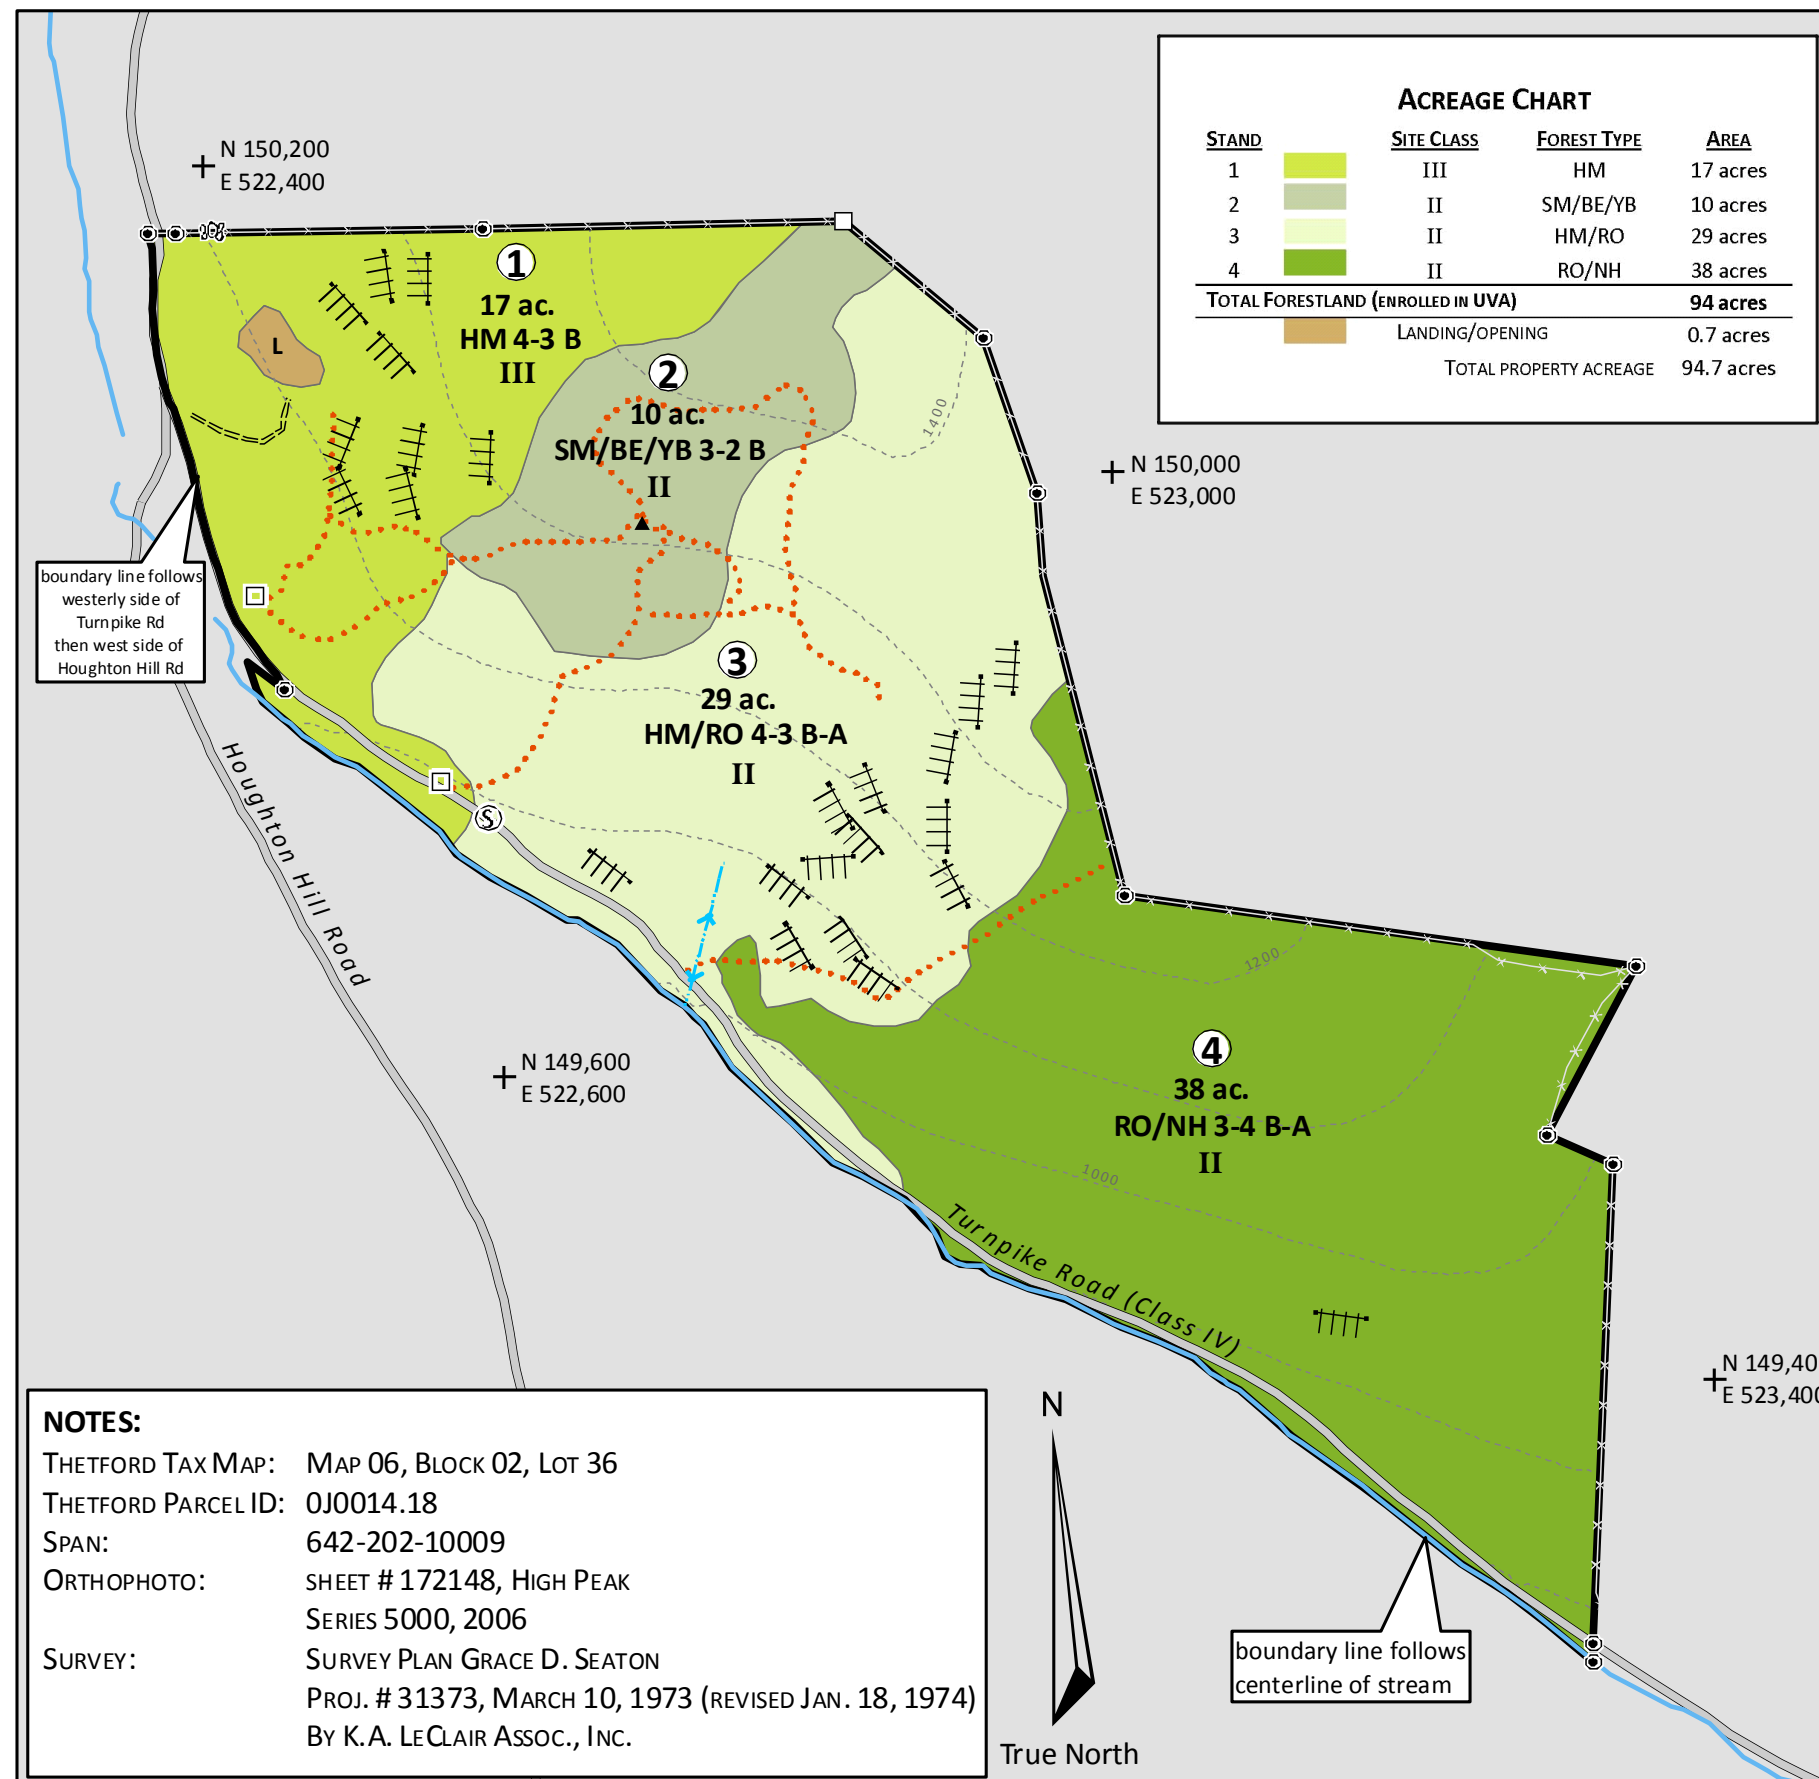 ACREAGE CHART
STAND SITE CLASS FOREST TYPE AREA
1 III HM 17 acres
2 II SM/BE/YB 10 acres
3 II HM/RO 29 acres
4 II RO/NH 38 acres
TOTAL FORESTLAND (ENROLLED IN UVA) 94 acres
LANDING/OPENING 0.7 acres
TOTAL PROPERTY ACREAGE 94.7 acres
N 150,200
E 522,400
1
17 ac.
HM 4-3 B
III
L
2
10 ac.
SM/BE/YB 3-2 B
II
1400
N 150,000
E 523,000
boundary line follows
westerly side of
Turnpike Rd
then west side of
Houghton Hill Rd
3
29 ac.
HM/RO 4-3 B-A
II
S
Houghton Hill Road
1200
N 149,600
E 522,600
4
38 ac.
RO/NH 3-4 B-A
II
1000
Turnpike Road (Class IV)
N 149,40
E 523,400
boundary line follows
centerline of stream
N
True North
NOTES:
THETFORD TAX MAP: MAP 06, BLOCK 02, LOT 36
THETFORD PARCEL ID: 0J0014.18
SPAN: 642-202-10009
ORTHOPHOTO: SHEET # 172148, HIGH PEAK
SERIES 5000, 2006
SURVEY: SURVEY PLAN GRACE D. SEATON
PROJ. # 31373, MARCH 10, 1973 (REVISED JAN. 18, 1974)
BY K.A. LECLAIR ASSOC., INC.